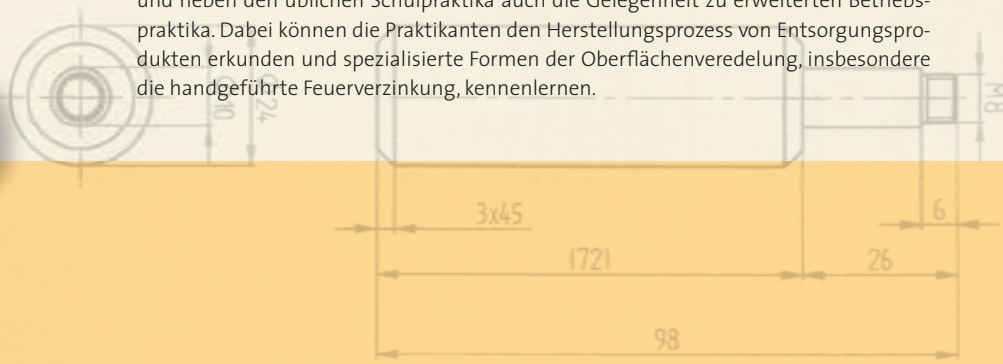 und neben den üblichen Schulpraktika auch die Gelegenheit zu erweiterten Betriebs-
praktika. Dabei können die Praktikanten den Herstellungsprozess von Entsorgungspro-
dukten erkunden und spezialisierte Formen der Oberflächenveredelung, insbesondere
die handgeführte Feuerverzinkung, kennenlernen.
10
24
M8
3x45
6
(72)
26
98